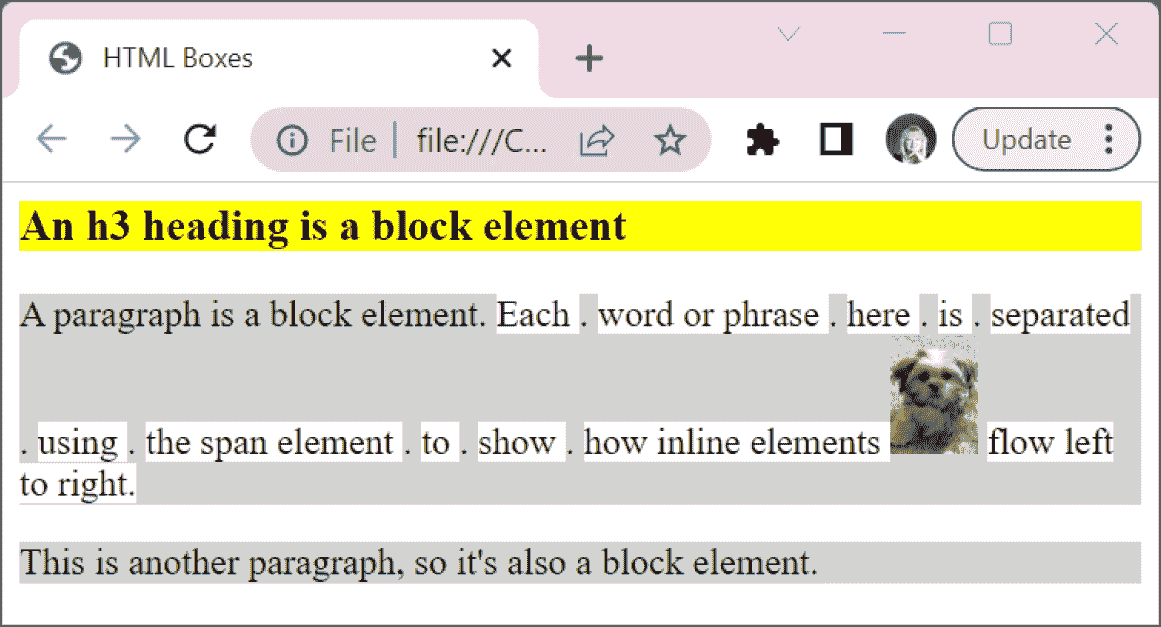 HTML Boxes
File | file:///C... Update
An h3 heading is a block element
A paragraph is a block element. Each . word or phrase . here . is . separated
. using . the span element . to . show . how inline elements flow left
to right.
This is another paragraph, so it's also a block element.